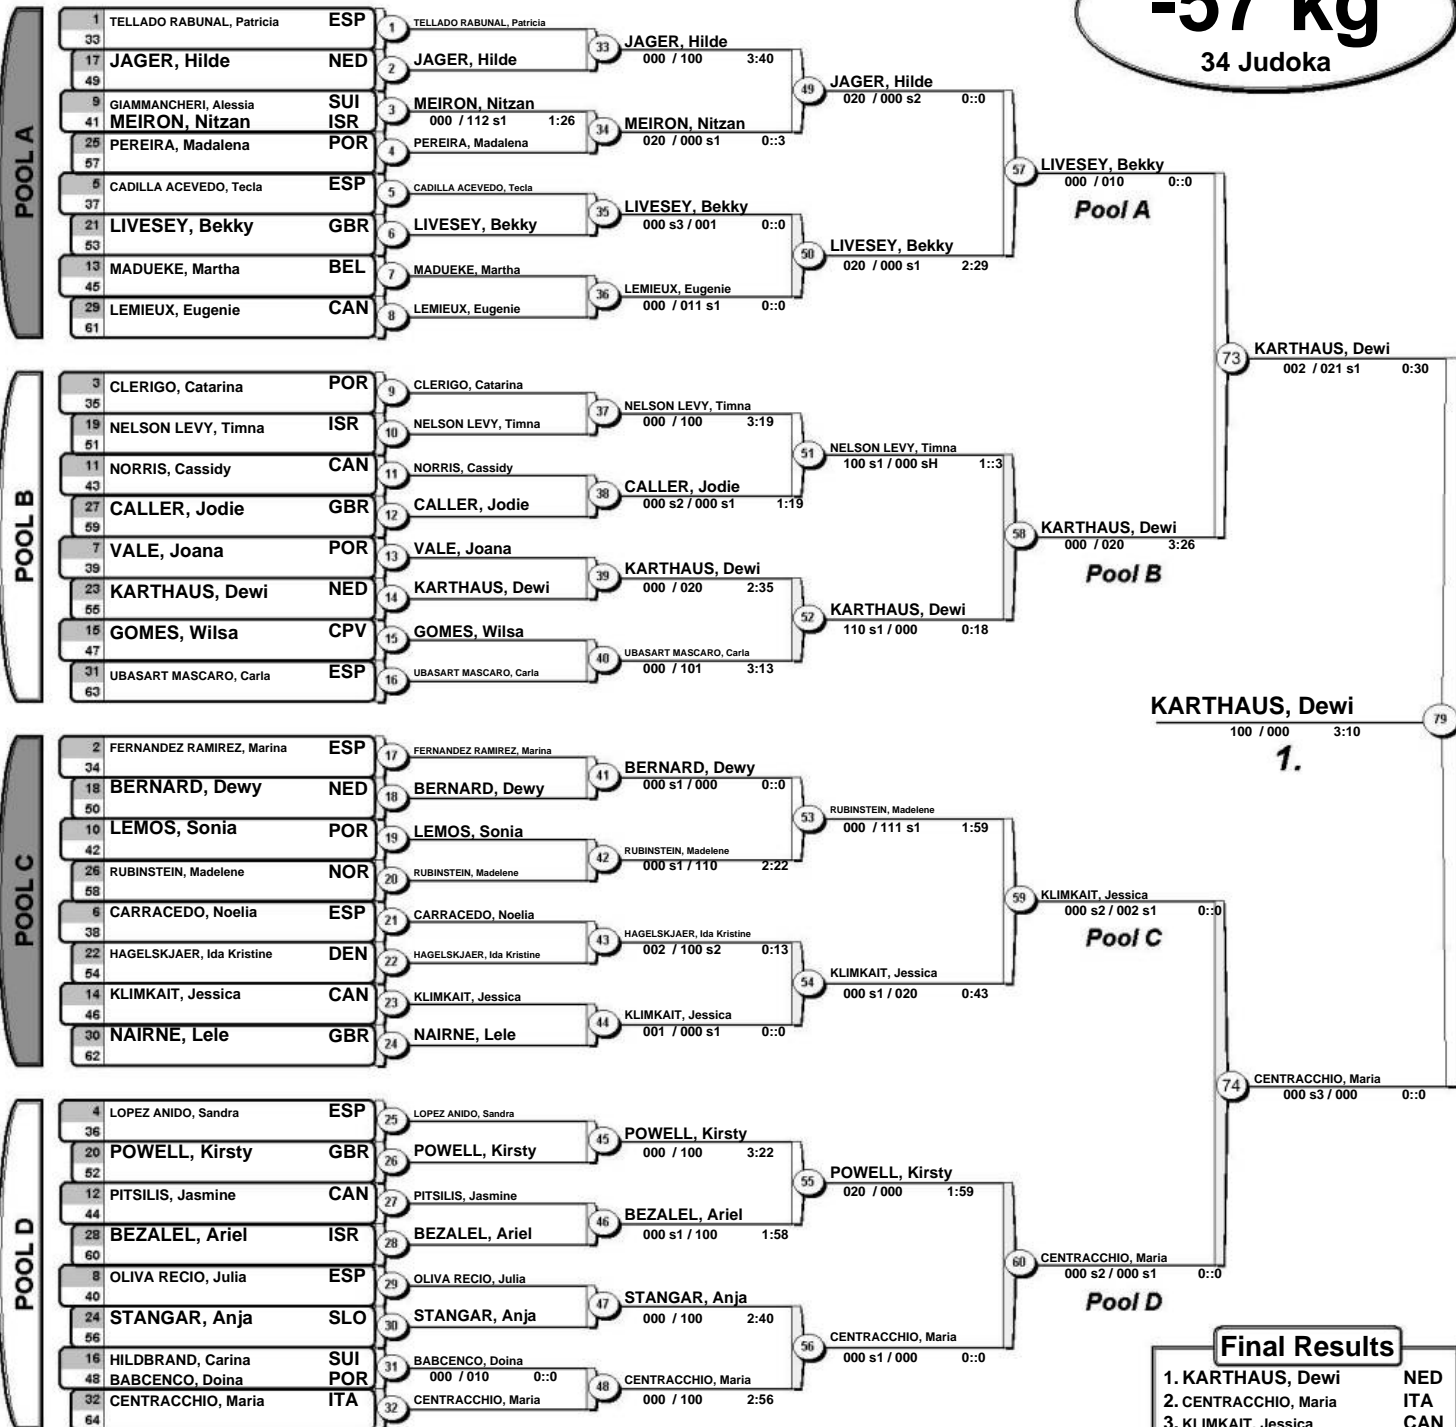 -57 kg
34 Judoka
POOL A
1 TELLADO RABUNAL, Patricia ESP
33
17 JAGER, Hilde NED
49
9 GIAMMANCHERI, Alessia SUI
41 MEIRON, Nitzan ISR
25 PEREIRA, Madalena POR
57
5 CADILLA ACEVEDO, Tecla ESP
37
21 LIVESEY, Bekky GBR
53
13 MADUEKE, Martha BEL
45
29 LEMIEUX, Eugenie CAN
61
1 TELLADO RABUNAL, Patricia
2 JAGER, Hilde
3 MEIRON, Nitzan
000 / 112 s1 1:26
4 PEREIRA, Madalena
5 CADILLA ACEVEDO, Tecla
6 LIVESEY, Bekky
7 MADUEKE, Martha
8 LEMIEUX, Eugenie
33 JAGER, Hilde
000 / 100 3:40
34 MEIRON, Nitzan
020 / 000 s1 0::3
35 LIVESEY, Bekky
000 s3 / 001 0::0
36 LEMIEUX, Eugenie
000 / 011 s1 0::0
49 JAGER, Hilde
020 / 000 s2 0::0
50 LIVESEY, Bekky
020 / 000 s1 2:29
57 LIVESEY, Bekky
000 / 010 0::0
Pool A
POOL B
3 CLERIGO, Catarina POR
35
19 NELSON LEVY, Timna ISR
51
11 NORRIS, Cassidy CAN
43
27 CALLER, Jodie GBR
59
7 VALE, Joana POR
39
23 KARTHAUS, Dewi NED
55
15 GOMES, Wilsa CPV
47
31 UBASART MASCARO, Carla ESP
63
9 CLERIGO, Catarina
10 NELSON LEVY, Timna
11 NORRIS, Cassidy
12 CALLER, Jodie
13 VALE, Joana
14 KARTHAUS, Dewi
15 GOMES, Wilsa
16 UBASART MASCARO, Carla
37 NELSON LEVY, Timna
000 / 100 3:19
38 CALLER, Jodie
000 s2 / 000 s1 1:19
39 KARTHAUS, Dewi
000 / 020 2:35
40 UBASART MASCARO, Carla
000 / 101 3:13
51 NELSON LEVY, Timna
100 s1 / 000 sH 1::3
52 KARTHAUS, Dewi
110 s1 / 000 0:18
58 KARTHAUS, Dewi
000 / 020 3:26
Pool B
73 KARTHAUS, Dewi
002 / 021 s1 0:30
KARTHAUS, Dewi 79
100 / 000 3:10
1.
POOL C
2 FERNANDEZ RAMIREZ, Marina ESP
34
18 BERNARD, Dewy NED
50
10 LEMOS, Sonia POR
42
26 RUBINSTEIN, Madelene NOR
58
6 CARRACEDO, Noelia ESP
38
22 HAGELSKJAER, Ida Kristine DEN
54
14 KLIMKAIT, Jessica CAN
46
30 NAIRNE, Lele GBR
62
17 FERNANDEZ RAMIREZ, Marina
18 BERNARD, Dewy
19 LEMOS, Sonia
20 RUBINSTEIN, Madelene
21 CARRACEDO, Noelia
22 HAGELSKJAER, Ida Kristine
23 KLIMKAIT, Jessica
24 NAIRNE, Lele
41 BERNARD, Dewy
000 s1 / 000 0::0
42 RUBINSTEIN, Madelene
000 s1 / 110 2:22
43 HAGELSKJAER, Ida Kristine
002 / 100 s2 0:13
44 KLIMKAIT, Jessica
001 / 000 s1 0::0
53 RUBINSTEIN, Madelene
000 / 111 s1 1:59
54 KLIMKAIT, Jessica
000 s1 / 020 0:43
59 KLIMKAIT, Jessica
000 s2 / 002 s1 0::0
Pool C
POOL D
4 LOPEZ ANIDO, Sandra ESP
36
20 POWELL, Kirsty GBR
52
12 PITSILIS, Jasmine CAN
44
28 BEZALEL, Ariel ISR
60
8 OLIVA RECIO, Julia ESP
40
24 STANGAR, Anja SLO
56
16 HILDBRAND, Carina SUI
48 BABCENCO, Doina POR
32 CENTRACCHIO, Maria ITA
64
25 LOPEZ ANIDO, Sandra
26 POWELL, Kirsty
27 PITSILIS, Jasmine
28 BEZALEL, Ariel
29 OLIVA RECIO, Julia
30 STANGAR, Anja
31 BABCENCO, Doina
000 / 010 0::0
32 CENTRACCHIO, Maria
45 POWELL, Kirsty
000 / 100 3:22
46 BEZALEL, Ariel
000 s1 / 100 1:58
47 STANGAR, Anja
000 / 100 2:40
48 CENTRACCHIO, Maria
000 / 100 2:56
55 POWELL, Kirsty
020 / 000 1:59
56 CENTRACCHIO, Maria
000 s1 / 000 0::0
60 CENTRACCHIO, Maria
000 s2 / 000 s1 0::0
Pool D
74 CENTRACCHIO, Maria
000 s3 / 000 0::0
Final Results
1. KARTHAUS, Dewi NED
2. CENTRACCHIO, Maria ITA
3. KLIMKAIT, Jessica CAN